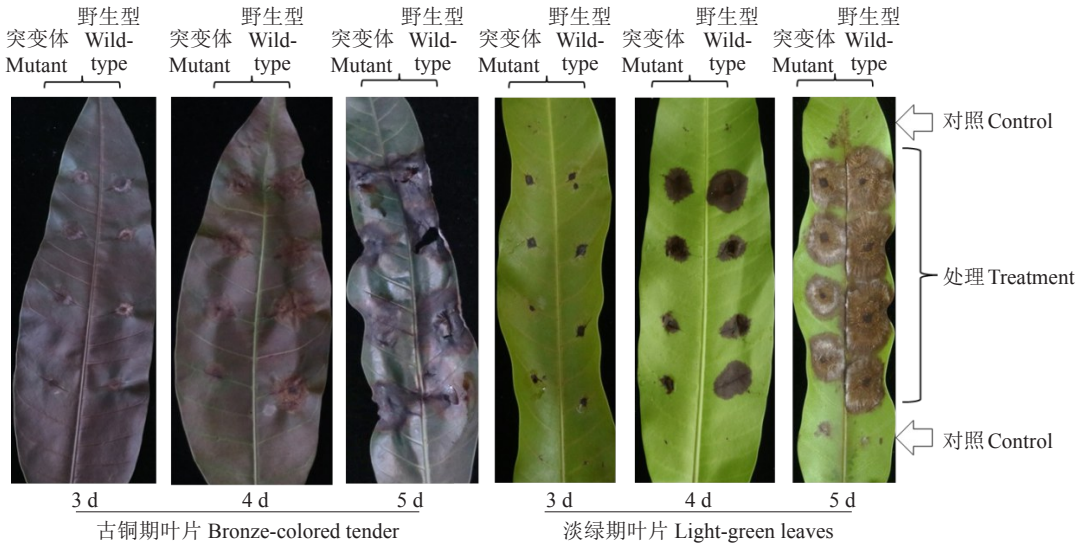 野生型 野生型 野生型 野生型 野生型 野生型
突变体 Wild- 突变体 Wild- 突变体 Wild- 突变体 Wild- 突变体 Wild- 突变体 Wild-
Mutant type Mutant type Mutant type Mutant type Mutant type Mutant type
对照 Control
处理 Treatment
对照 Control
3 d 4 d 5 d 3 d 4 d 5 d
古铜期叶片 Bronze-colored tender 淡绿期叶片 Light-green leaves